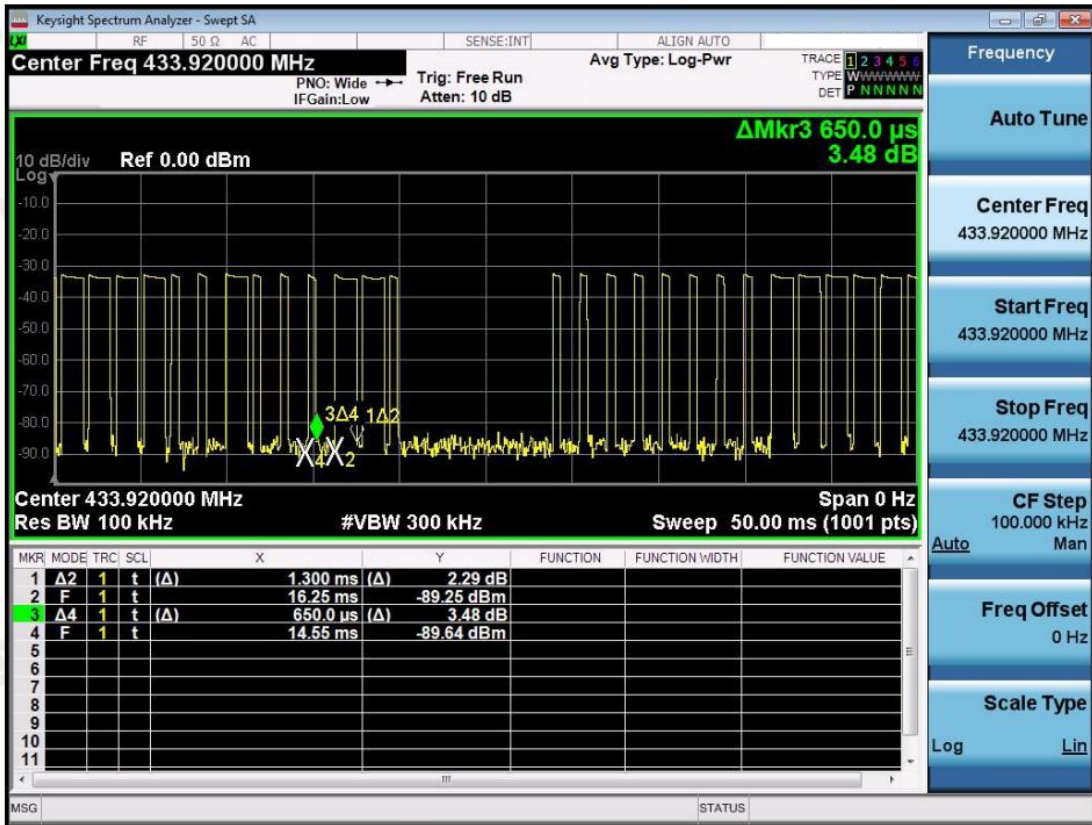 Keysight Spectrum Analyzer - Swept SA
LXI RF 50 Ω AC SENSE:INT ALIGN AUTO
Center Freq 433.920000 MHz
PNO: Wide
IFGain:Low
Trig: Free Run
Atten: 10 dB
Avg Type: Log-Pwr
TRACE 1 2 3 4 5 6
TYPE WWWWWW
DET P N N N N N
ΔMkr3 650.0 µs
3.48 dB
10 dB/div Ref 0.00 dBm
Log
-10.0
-20.0
-30.0
-40.0
-50.0
-60.0
-70.0
-80.0
-90.0
3Δ4 1Δ2
X4 X2
Center 433.920000 MHz Span 0 Hz
Res BW 100 kHz #VBW 300 kHz Sweep 50.00 ms (1001 pts)
MKR MODE TRC SCL X Y FUNCTION FUNCTION WIDTH FUNCTION VALUE
1 Δ2 1 t (Δ) 1.300 ms (Δ) 2.29 dB
2 F 1 t 16.25 ms -89.25 dBm
3 Δ4 1 t (Δ) 650.0 µs (Δ) 3.48 dB
4 F 1 t 14.55 ms -89.64 dBm
5
6
7
8
9
10
11
MSG STATUS
Frequency
Auto Tune
Center Freq
433.920000 MHz
Start Freq
433.920000 MHz
Stop Freq
433.920000 MHz
CF Step
100.000 kHz
Auto Man
Freq Offset
0 Hz
Scale Type
Log Lin